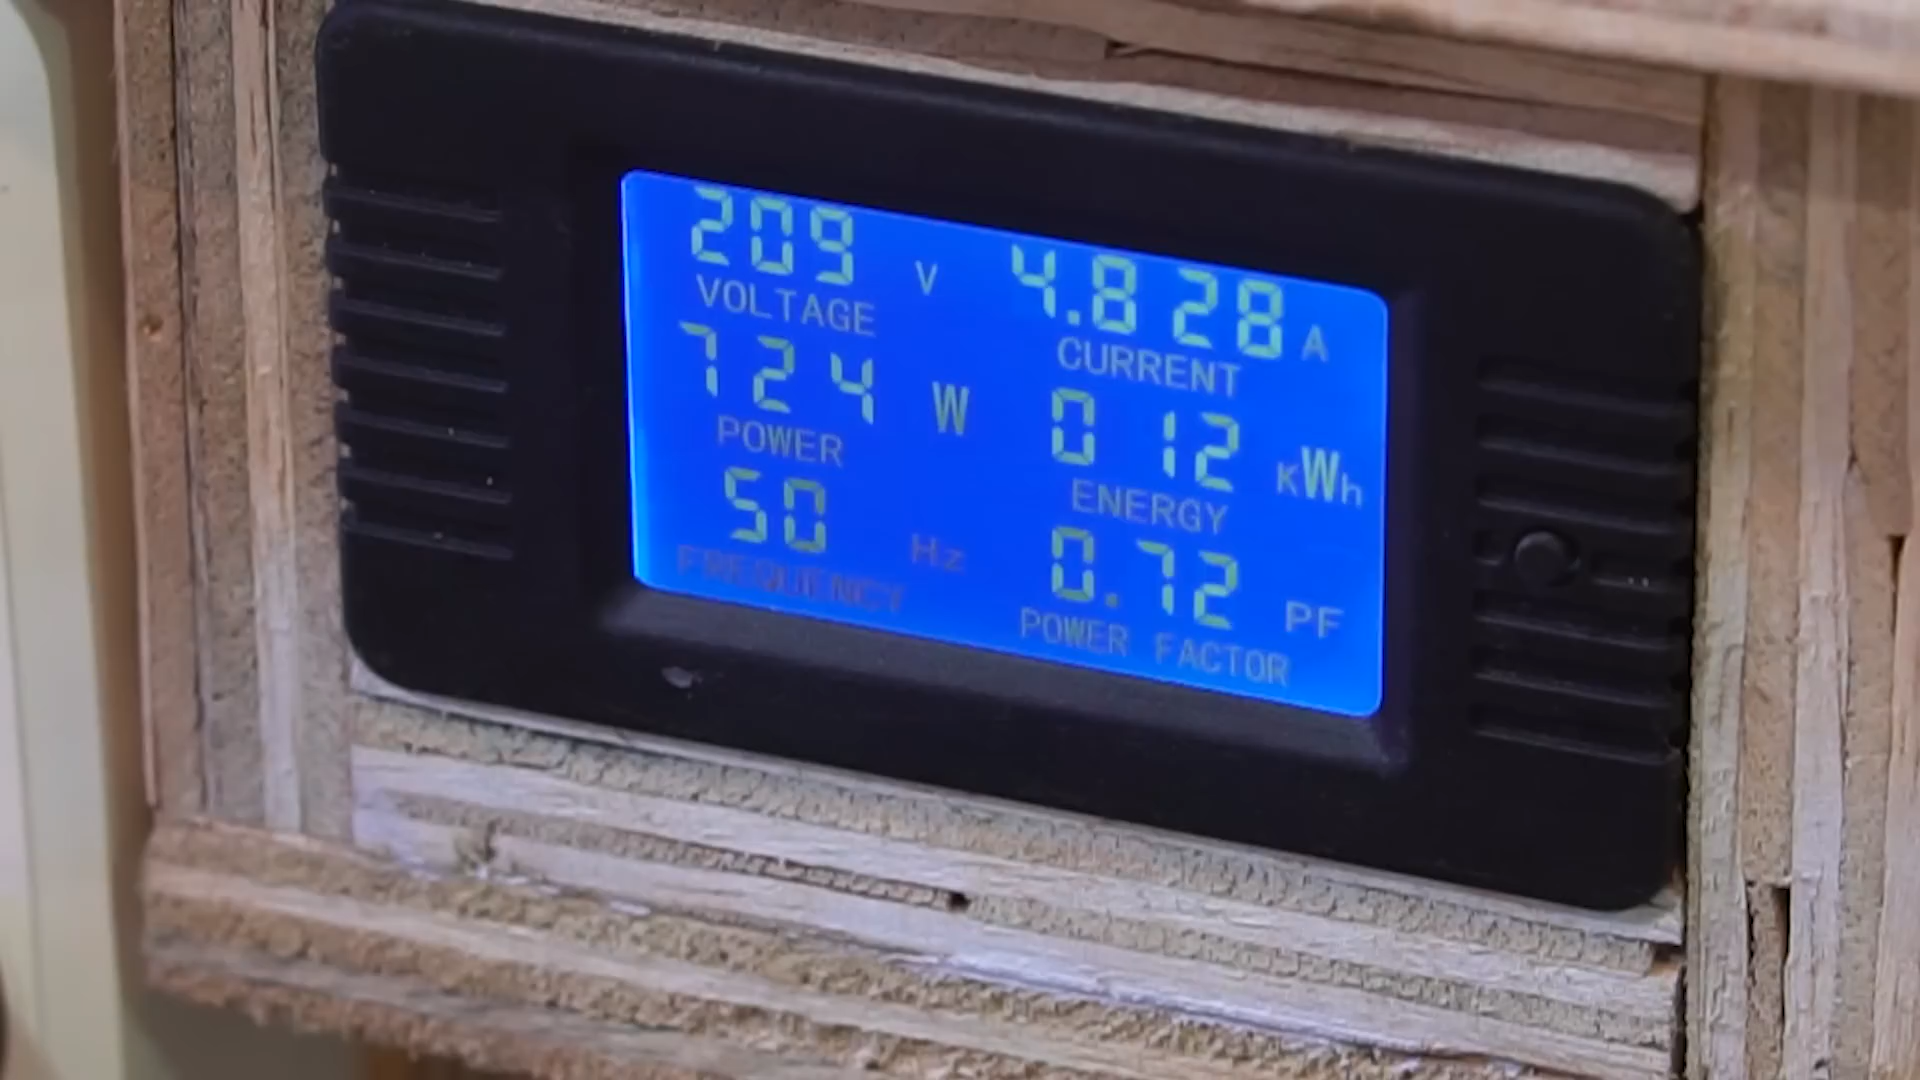 209 V 4.828 A
VOLTAGE CURRENT
724 W 012 KWh
POWER ENERGY
50 Hz 0.72 PF
FREQUENCY POWER FACTOR